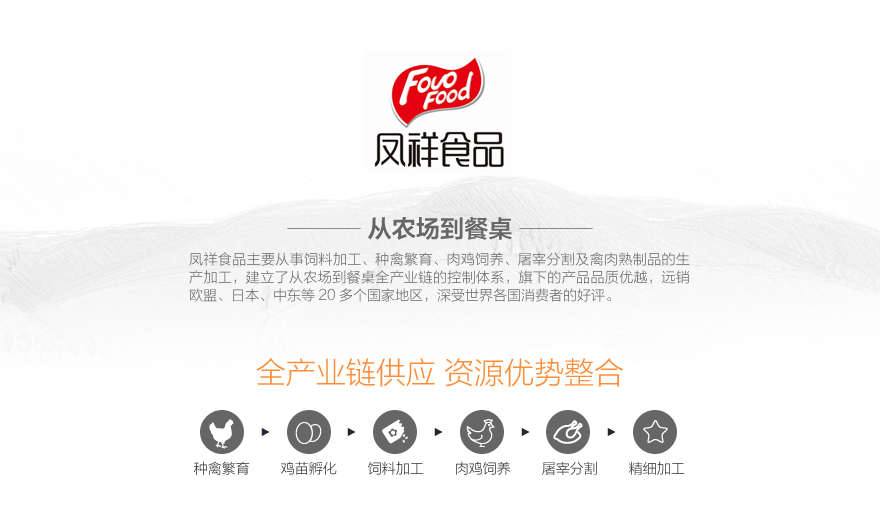 Fovo
Food
凤祥食品
从农场到餐桌
凤祥食品主要从事饲料加工、种禽繁育、肉鸡饲养、屠宰分割及禽肉熟制品的生
产加工，建立了从农场到餐桌全产业链的控制体系，旗下的产品品质优越，远销
欧盟、日本、中东等 20 多个国家地区，深受世界各国消费者的好评。
全产业链供应 资源优势整合
种禽繁育
鸡苗孵化
饲料加工
肉鸡饲养
屠宰分割
精细加工